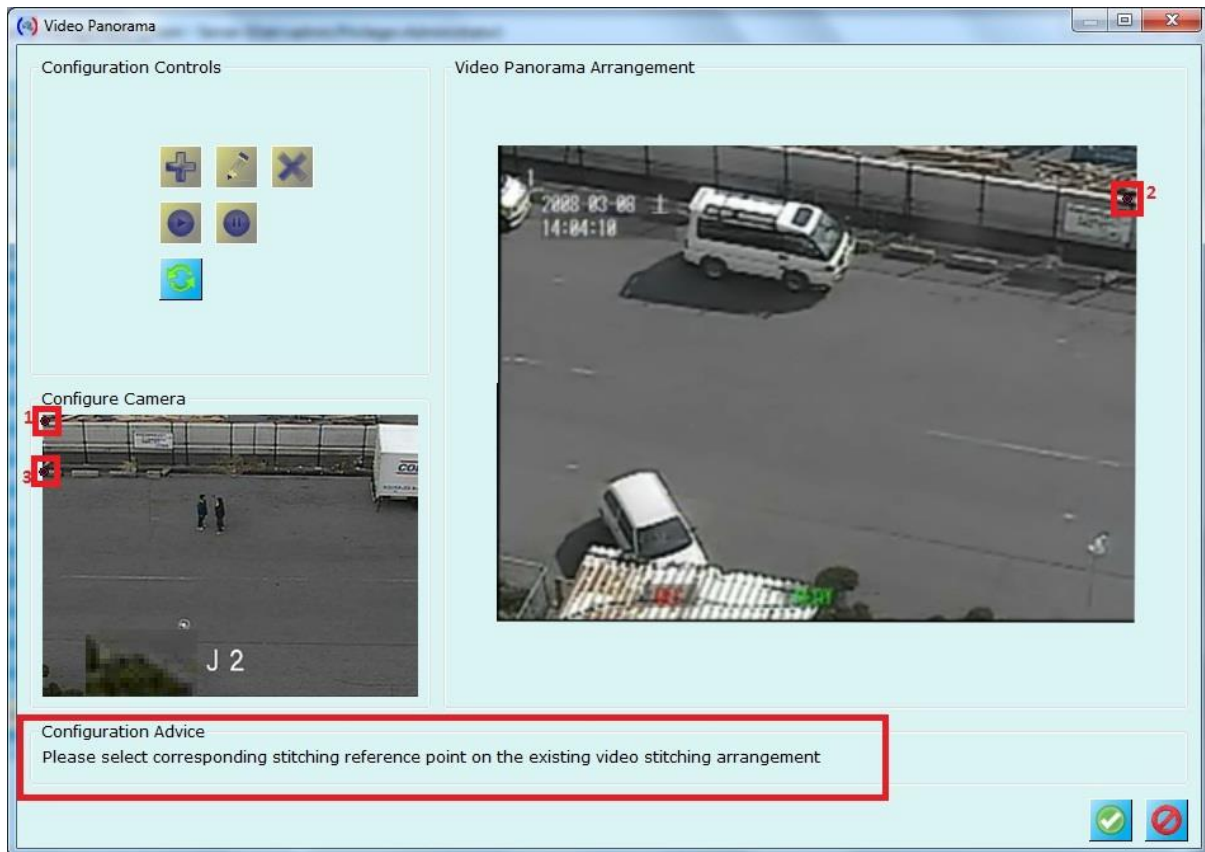 Video Panorama
Configuration Controls
Video Panorama Arrangement
2008-03-08
14:04:10
2
Configure Camera
1
3
J 2
Configuration Advice
Please select corresponding stitching reference point on the existing video stitching arrangement